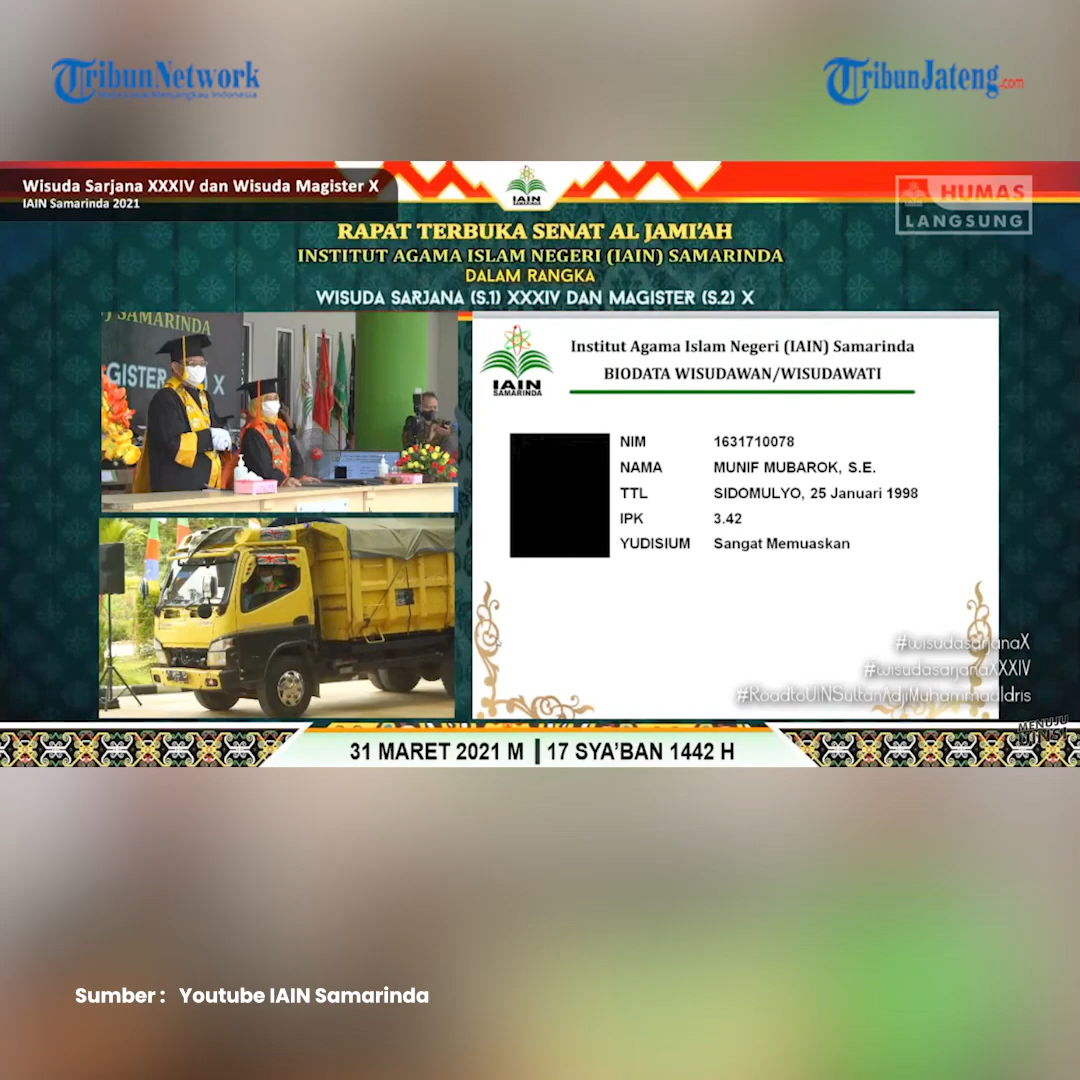 TribunNetwork
TribunJateng.com
Wisuda Sarjana XXXIV dan Wisuda Magister X
IAIN Samarinda 2021
IAIN
SAMARINDA
HUMAS
LANGSUNG
RAPAT TERBUKA SENAT AL JAMI'AH
INSTITUT AGAMA ISLAM NEGERI (IAIN) SAMARINDA
DALAM RANGKA
WISUDA SARJANA (S.1) XXXIV DAN MAGISTER (S.2) X
SAMARINDA
X
IAIN
SAMARINDA
Institut Agama Islam Negeri (IAIN) Samarinda
BIODATA WISUDAWAN/WISUDAWATI
NIM 1631710078
NAMA MUNIF MUBAROK, S.E.
TTL SIDOMULYO, 25 Januari 1998
IPK 3.42
YUDISIUM Sangat Memuaskan
#wisudasarjanaX
#wisudasarjanaXXXIV
#RoadtoUINSultanAdjiMuhammadIdris
MENUJU
UINSI
31 MARET 2021 M | 17 SYA'BAN 1442 H
Sumber : Youtube IAIN Samarinda